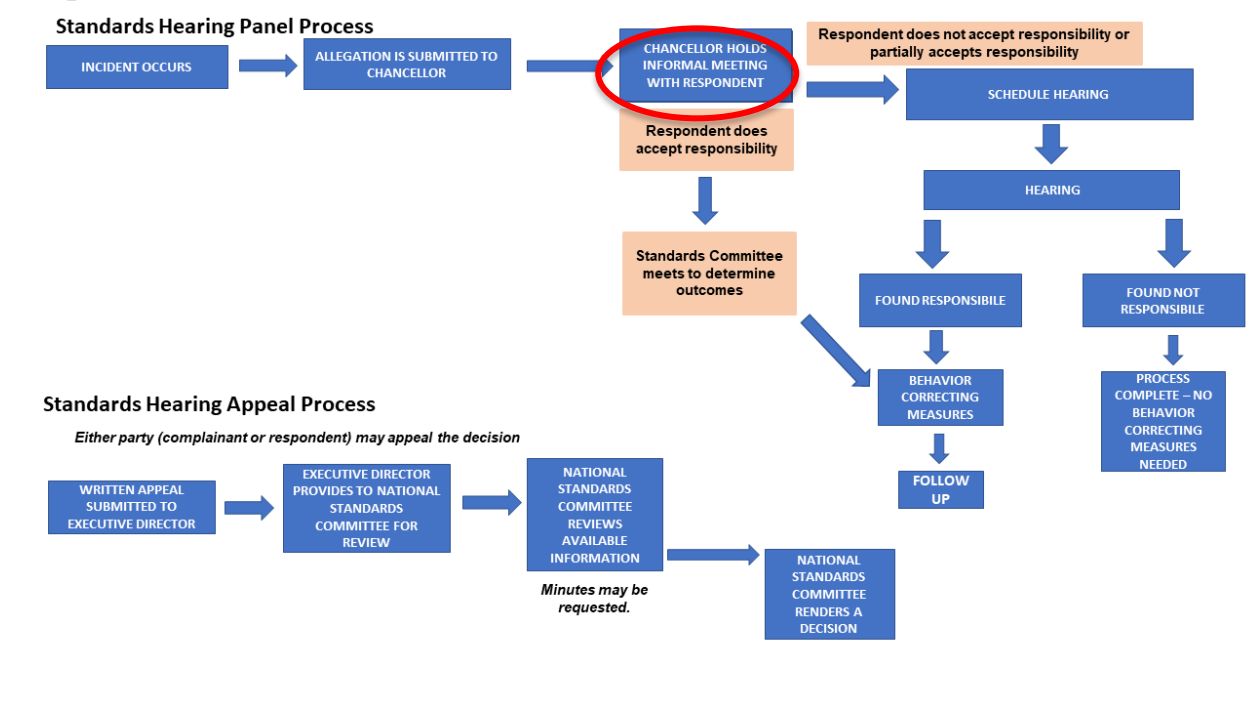 Standards Hearing Panel Process
INCIDENT OCCURS
ALLEGATION IS SUBMITTED TO
CHANCELLOR
CHANCELLOR HOLDS
INFORMAL MEETING
WITH RESPONDENT
Respondent does not accept responsibility or
partially accepts responsibility
SCHEDULE HEARING
Respondent does
accept responsibility
HEARING
Standards Committee
meets to determine
outcomes
FOUND RESPONSIBILE
FOUND NOT
RESPONSIBILE
BEHAVIOR
CORRECTING
MEASURES
PROCESS
COMPLETE – NO
BEHAVIOR
CORRECTING
MEASURES
NEEDED
FOLLOW
UP
Standards Hearing Appeal Process
Either party (complainant or respondent) may appeal the decision
WRITTEN APPEAL
SUBMITTED TO
EXECUTIVE DIRECTOR
EXECUTIVE DIRECTOR
PROVIDES TO NATIONAL
STANDARDS
COMMITTEE FOR
REVIEW
NATIONAL
STANDARDS
COMMITTEE
REVIEWS
AVAILABLE
INFORMATION
Minutes may be
requested.
NATIONAL
STANDARDS
COMMITTEE
RENDERS A
DECISION